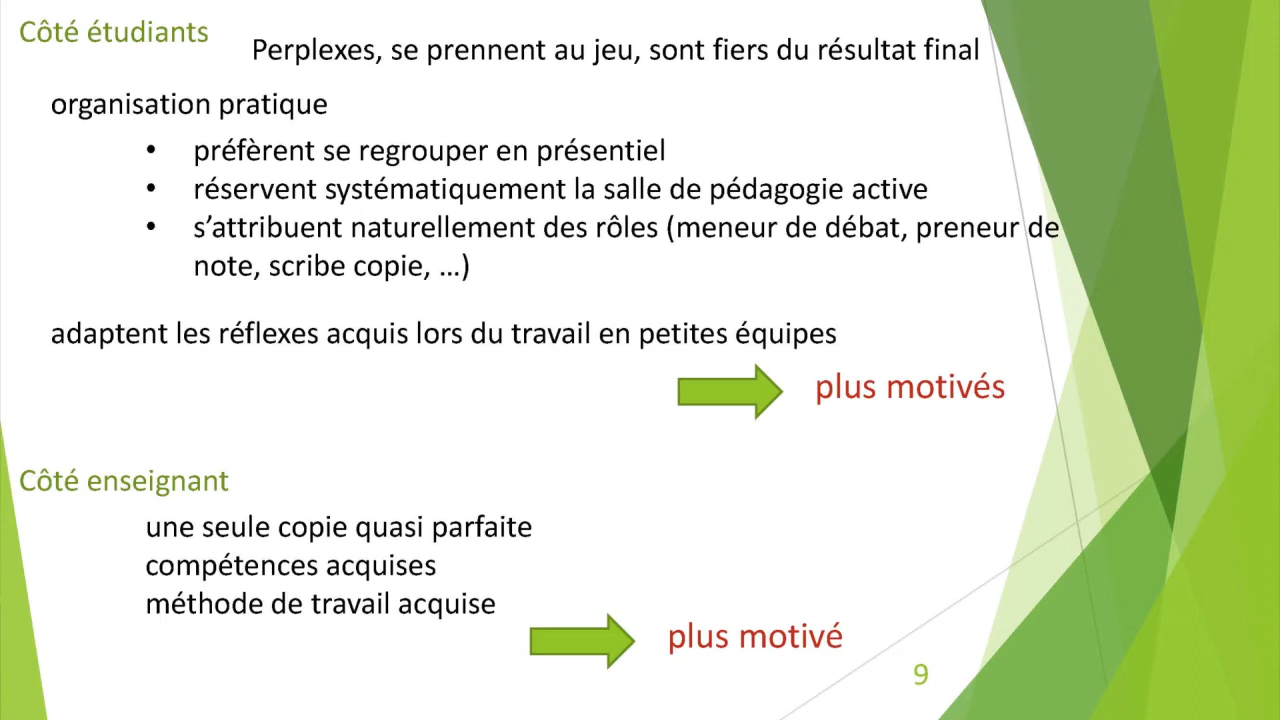 Côté étudiants
Perplexes, se prennent au jeu, sont fiers du résultat final
organisation pratique
• préfèrent se regrouper en présentiel
• réservent systématiquement la salle de pédagogie active
• s’attribuent naturellement des rôles (meneur de débat, preneur de
note, scribe copie, …)
adaptent les réflexes acquis lors du travail en petites équipes
plus motivés
Côté enseignant
une seule copie quasi parfaite
compétences acquises
méthode de travail acquise
plus motivé
9